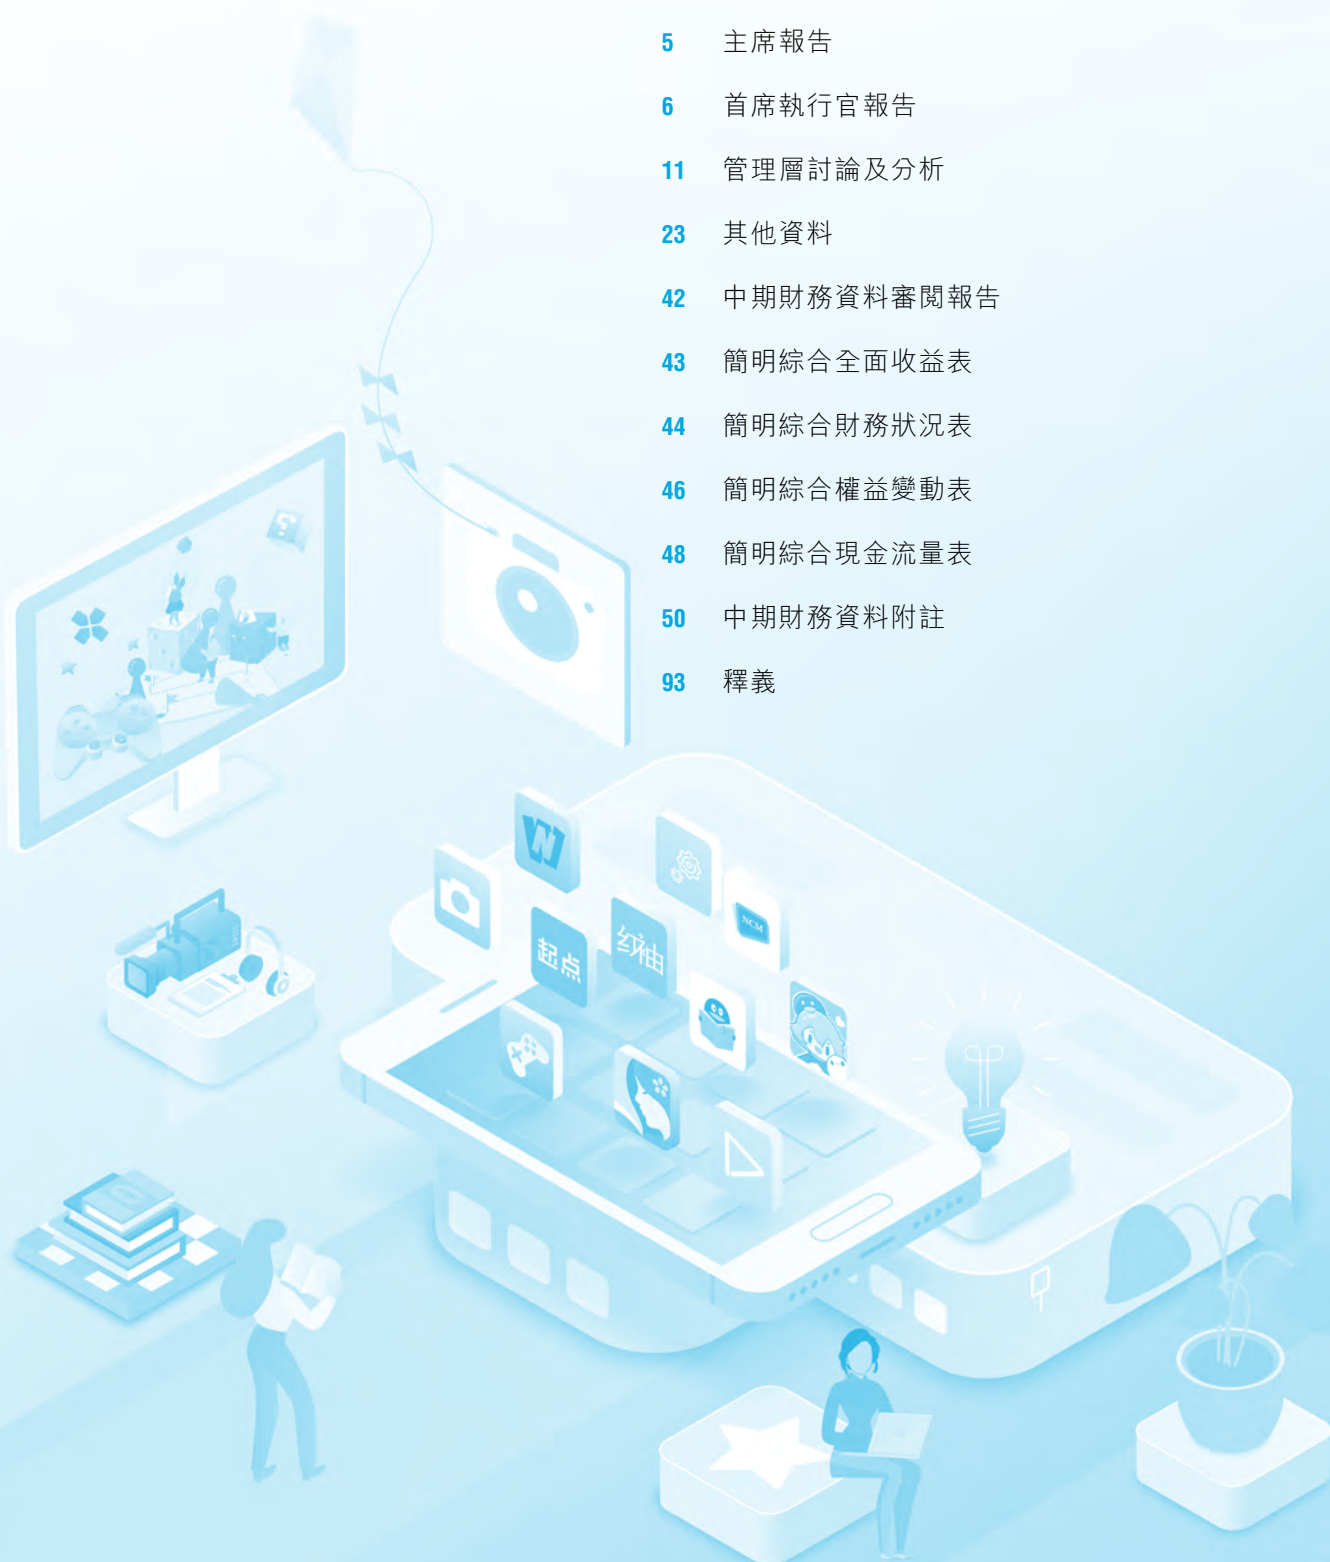 5 主席報告
6 首席執行官報告
11 管理層討論及分析
23 其他資料
42 中期財務資料審閱報告
43 簡明綜合全面收益表
44 簡明綜合財務狀況表
46 簡明綜合權益變動表
48 簡明綜合現金流量表
50 中期財務資料附註
93 釋義
?
W
NCM
起点
红袖